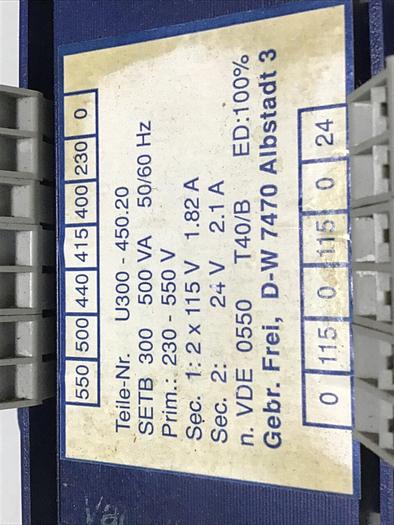 550 500 440 415 400 230 0
Teile-Nr. U300 - 450.20
SETB 300 500 VA 50/60 Hz
Prim.: 230 - 550 V
Sec. 1: 2 x 115 V 1.82 A
Sec. 2: 24 V 2.1 A
n. VDE 0550 T40/B ED:100%
Gebr. Frei, D-W 7470 Albstadt 3
0 115 0 115 0 24